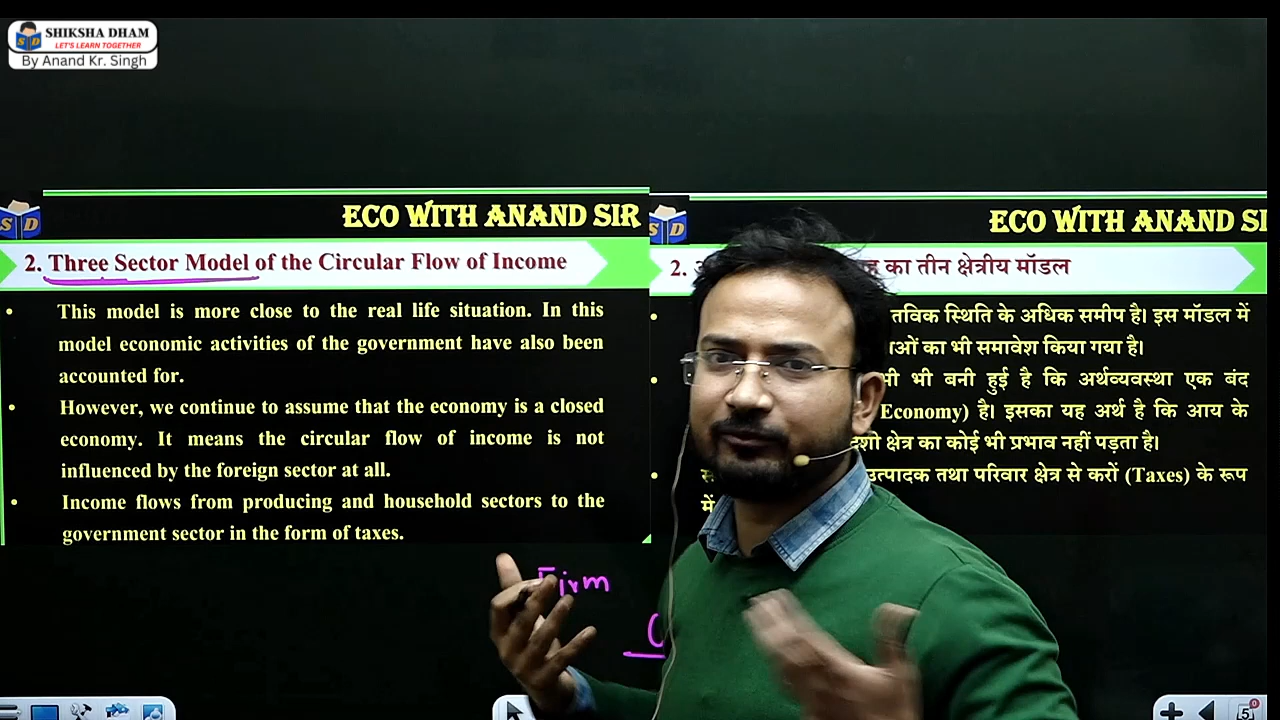 SHIKSHA DHAM
LET'S LEARN TOGETHER
By Anand Kr. Singh
S D
ECO WITH ANAND SIR
2. Three Sector Model of the Circular Flow of Income
• This model is more close to the real life situation. In this
model economic activities of the government have also been
accounted for.
• However, we continue to assume that the economy is a closed
economy. It means the circular flow of income is not
influenced by the foreign sector at all.
• Income flows from producing and household sectors to the
government sector in the form of taxes.
Firm
S D
ECO WITH ANAND
2. का तीन क्षेत्रीय मॉडल
स्थिति के अधिक समीप है। इस मॉडल में
का भी समावेश किया गया है।
भी बनी हुई है कि अर्थव्यवस्था एक बंद
Economy) है। इसका यह अर्थ है कि आय के
क्षेत्र का कोई भी प्रभाव नहीं पड़ता है।
उत्पादक तथा परिवार क्षेत्र से करों (Taxes) के रूप